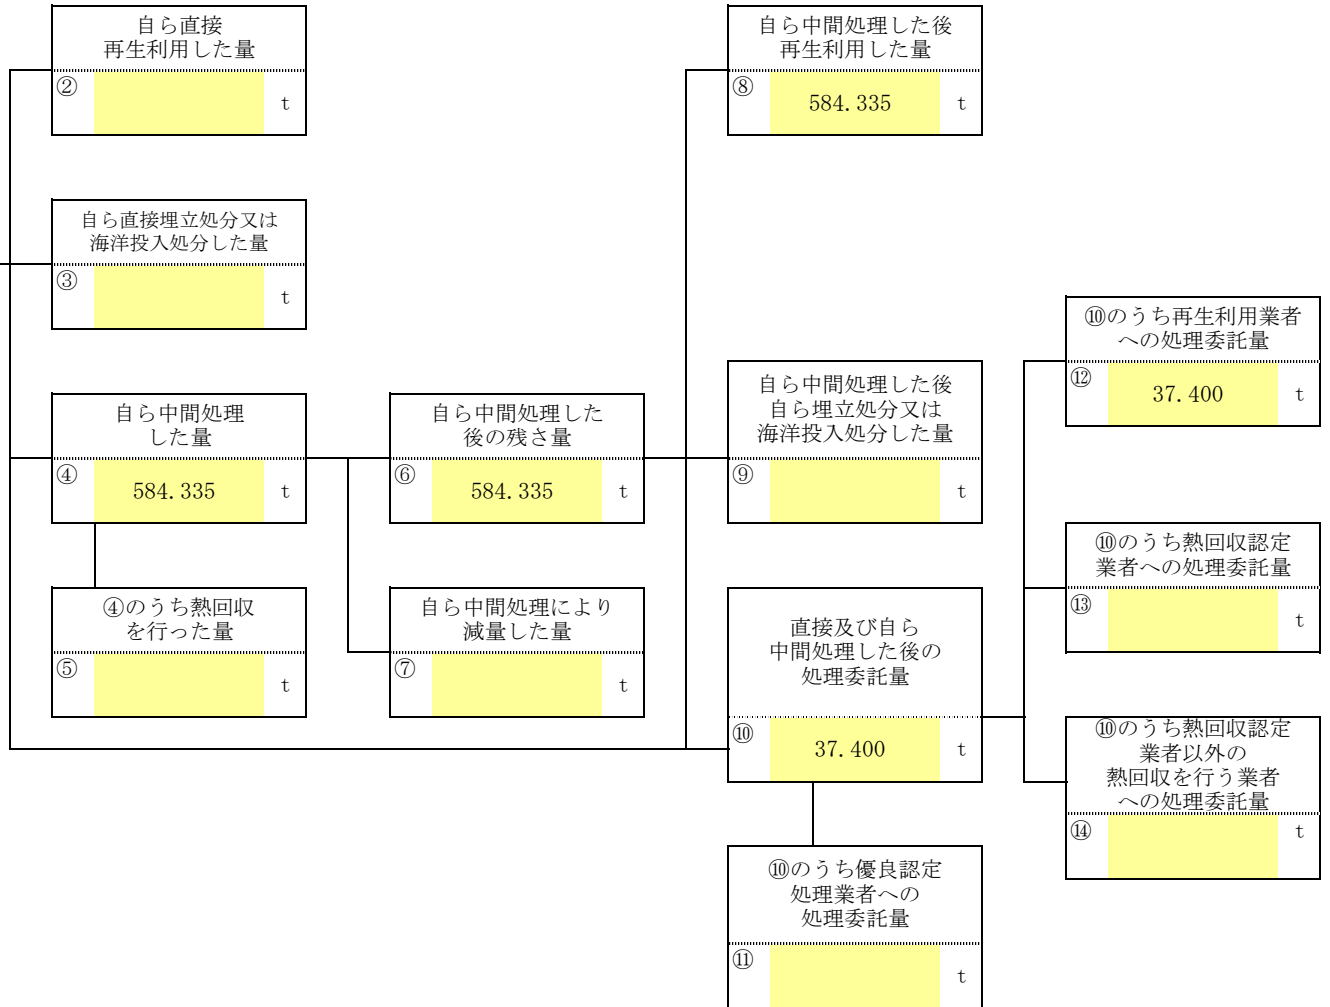 自ら直接
再生利用した量
②
t
自ら中間処理した後
再生利用した量
⑧
584.335
t
自ら直接埋立処分又は
海洋投入処分した量
③
t
⑩のうち再生利用業者
への処理委託量
⑫
37.400
t
自ら中間処理
した量
④
584.335
t
自ら中間処理した
後の残さ量
⑥
584.335
t
自ら中間処理した後
自ら埋立処分又は
海洋投入処分した量
⑨
t
⑩のうち熱回収認定
業者への処理委託量
⑬
t
④のうち熱回収
を行った量
⑤
t
自ら中間処理により
減量した量
⑦
t
直接及び自ら
中間処理した後の
処理委託量
⑩
37.400
t
⑩のうち熱回収認定
業者以外の
熱回収を行う業者
への処理委託量
⑭
t
⑩のうち優良認定
処理業者への
処理委託量
⑪
t